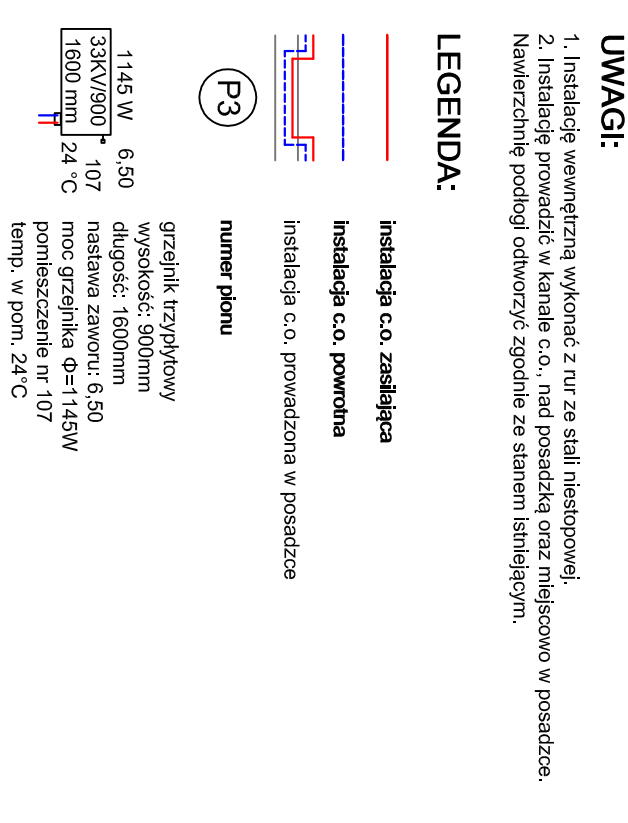 UWAGI:
1. Instalację wewnętrzną wykonać z rur ze stali niestopowej.
2. Instalację prowadzić w kanale c.o., nad posadzką oraz miejscowo w posadzce.
Nawierzchnię podłogi odtworzyć zgodnie ze stanem istniejącym.
LEGENDA:
instalacja c.o. zasilająca
instalacja c.o. powrotna
instalacja c.o. prowadzona w posadzce
P3
numer pionu
1145 W 6,50
33KV/900 107
1600 mm 24 °C
grzejnik trzypłytowy
wysokość: 900mm
długość: 1600mm
nastawa zaworu: 6,50
moc grzejnika Φ=1145W
pomieszczenie nr 107
temp. w pom. 24°C